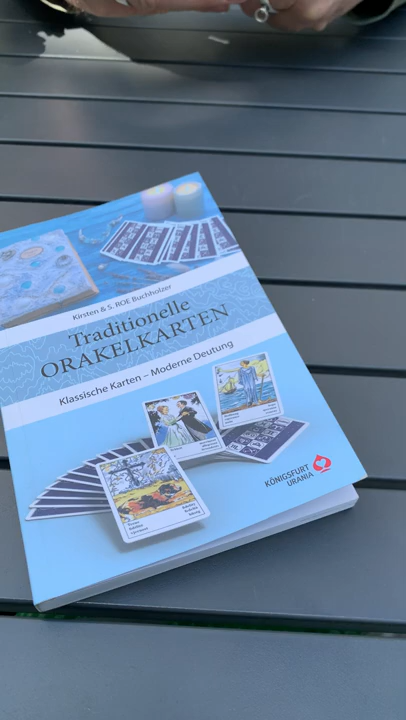 Kirsten & S. ROE Buchholzer
Traditionelle
ORAKELKARTEN
Klassische Karten – Moderne Deutung
KÖNIGSFURT
URANIA